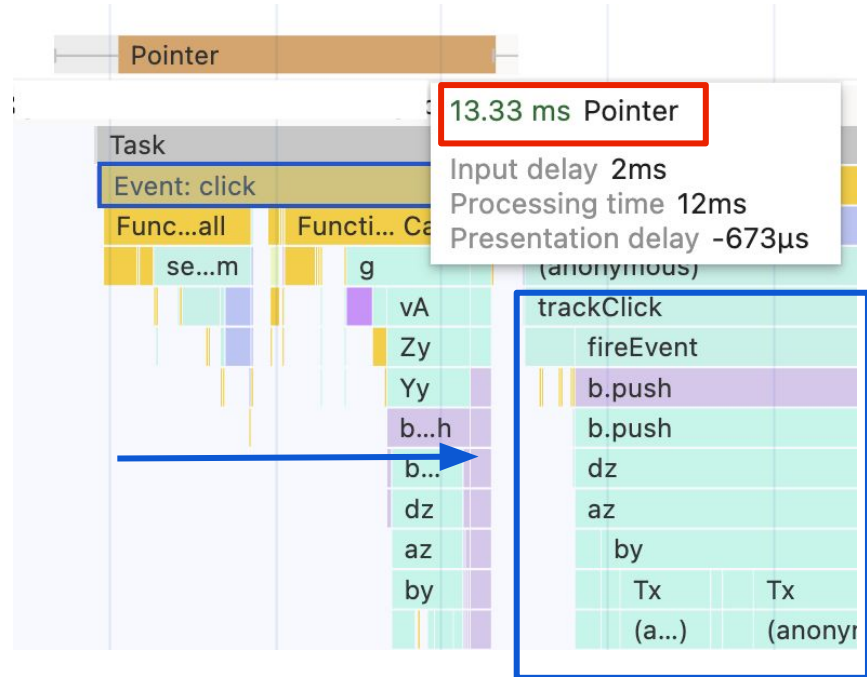 Pointer
13.33 ms Pointer
Input delay 2ms
Processing time 12ms
Presentation delay -673μs
Task
Event: click
Func...all Functi... Ca
se...m g (anonymous)
vA trackClick
Zy fireEvent
Yy b.push
b...h b.push
b... dz
dz az
az by
by Tx Tx
(a...) (anonyr